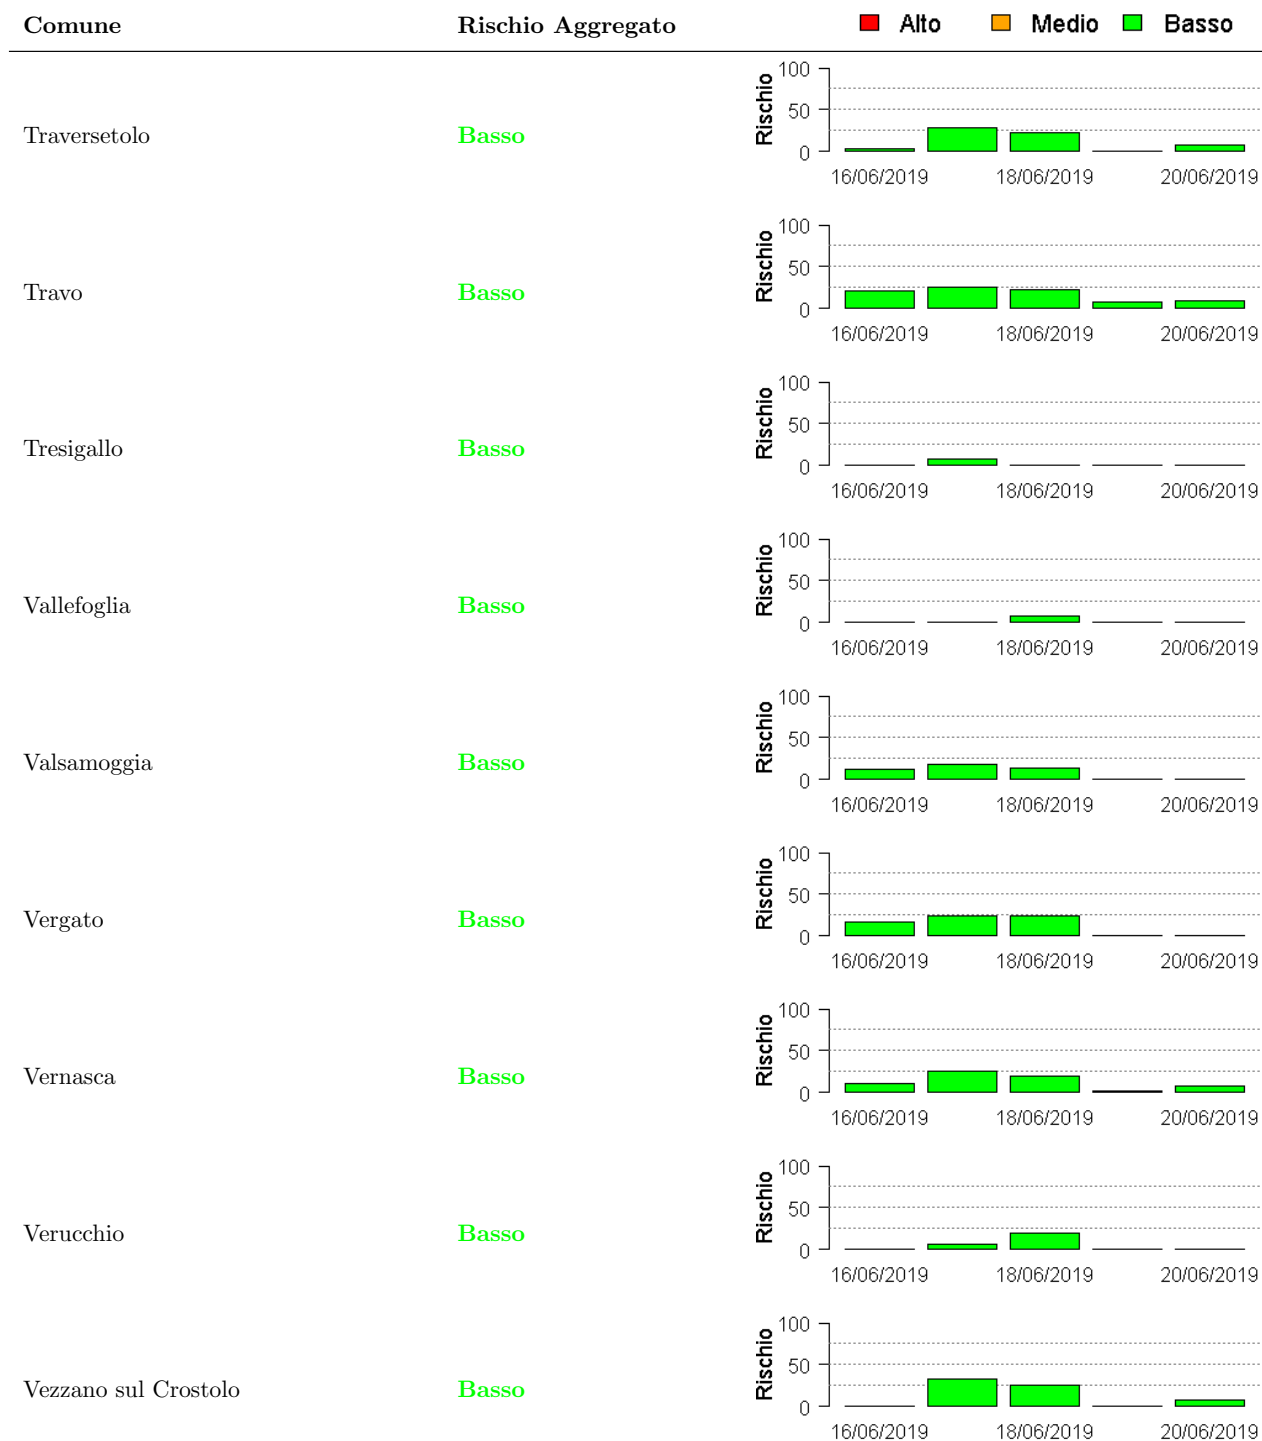 Comune Rischio Aggregato Alto Medio Basso
Traversetolo Basso
Rischio
100
50
0
16/06/2019 18/06/2019 20/06/2019
Travo Basso
Rischio
100
50
0
16/06/2019 18/06/2019 20/06/2019
Tresigallo Basso
Rischio
100
50
0
16/06/2019 18/06/2019 20/06/2019
Vallefoglia Basso
Rischio
100
50
0
16/06/2019 18/06/2019 20/06/2019
Valsamoggia Basso
Rischio
100
50
0
16/06/2019 18/06/2019 20/06/2019
Vergato Basso
Rischio
100
50
0
16/06/2019 18/06/2019 20/06/2019
Vernasca Basso
Rischio
100
50
0
16/06/2019 18/06/2019 20/06/2019
Verucchio Basso
Rischio
100
50
0
16/06/2019 18/06/2019 20/06/2019
Vezzano sul Crostolo Basso
Rischio
100
50
0
16/06/2019 18/06/2019 20/06/2019